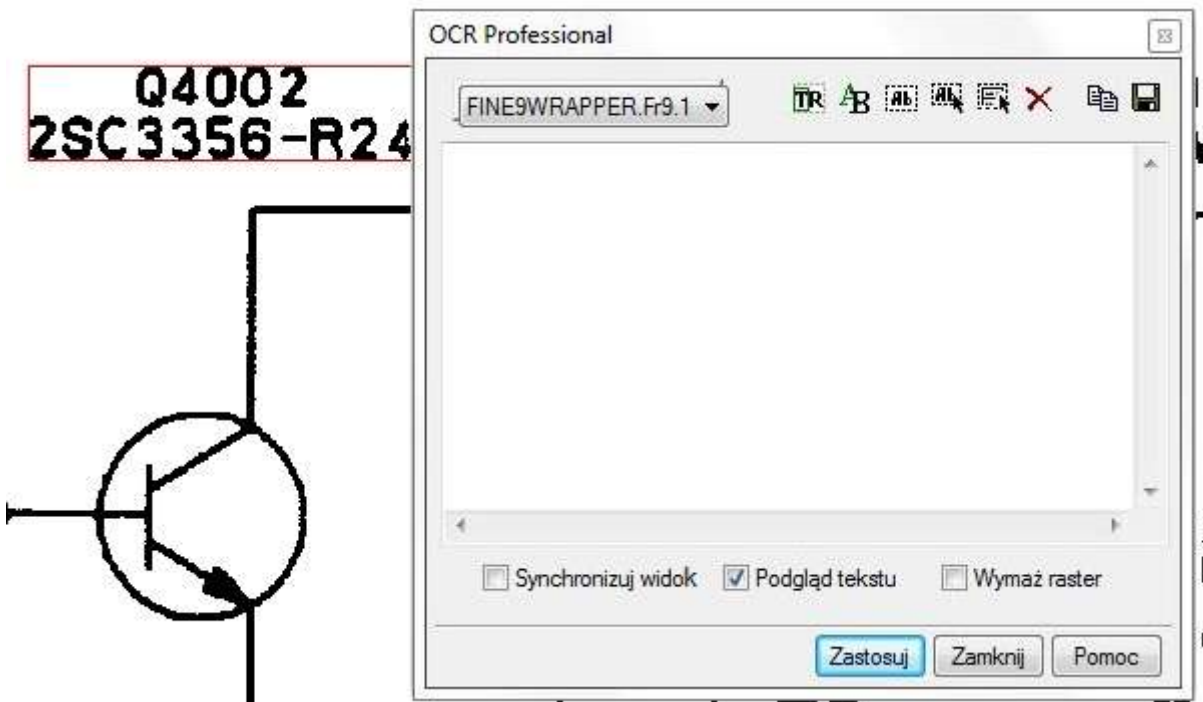 Q4002
2SC3356-R24
OCR Professional
FINE9WRAPPER.Fr9.1
Synchronizuj widok
Podgląd tekstu
Wymaż raster
Zastosuj
Zamknij
Pomoc